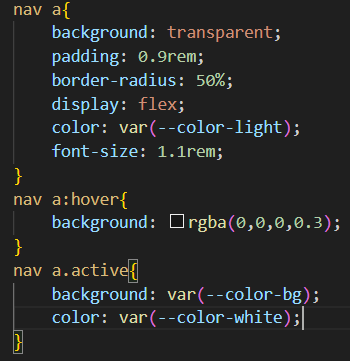 nav a{
    background: transparent;
    padding: 0.9rem;
    border-radius: 50%;
    display: flex;
    color: var(--color-light);
    font-size: 1.1rem;
}
nav a:hover{
    background: rgba(0,0,0,0.3);
}
nav a.active{
    background: var(--color-bg);
    color: var(--color-white);
}